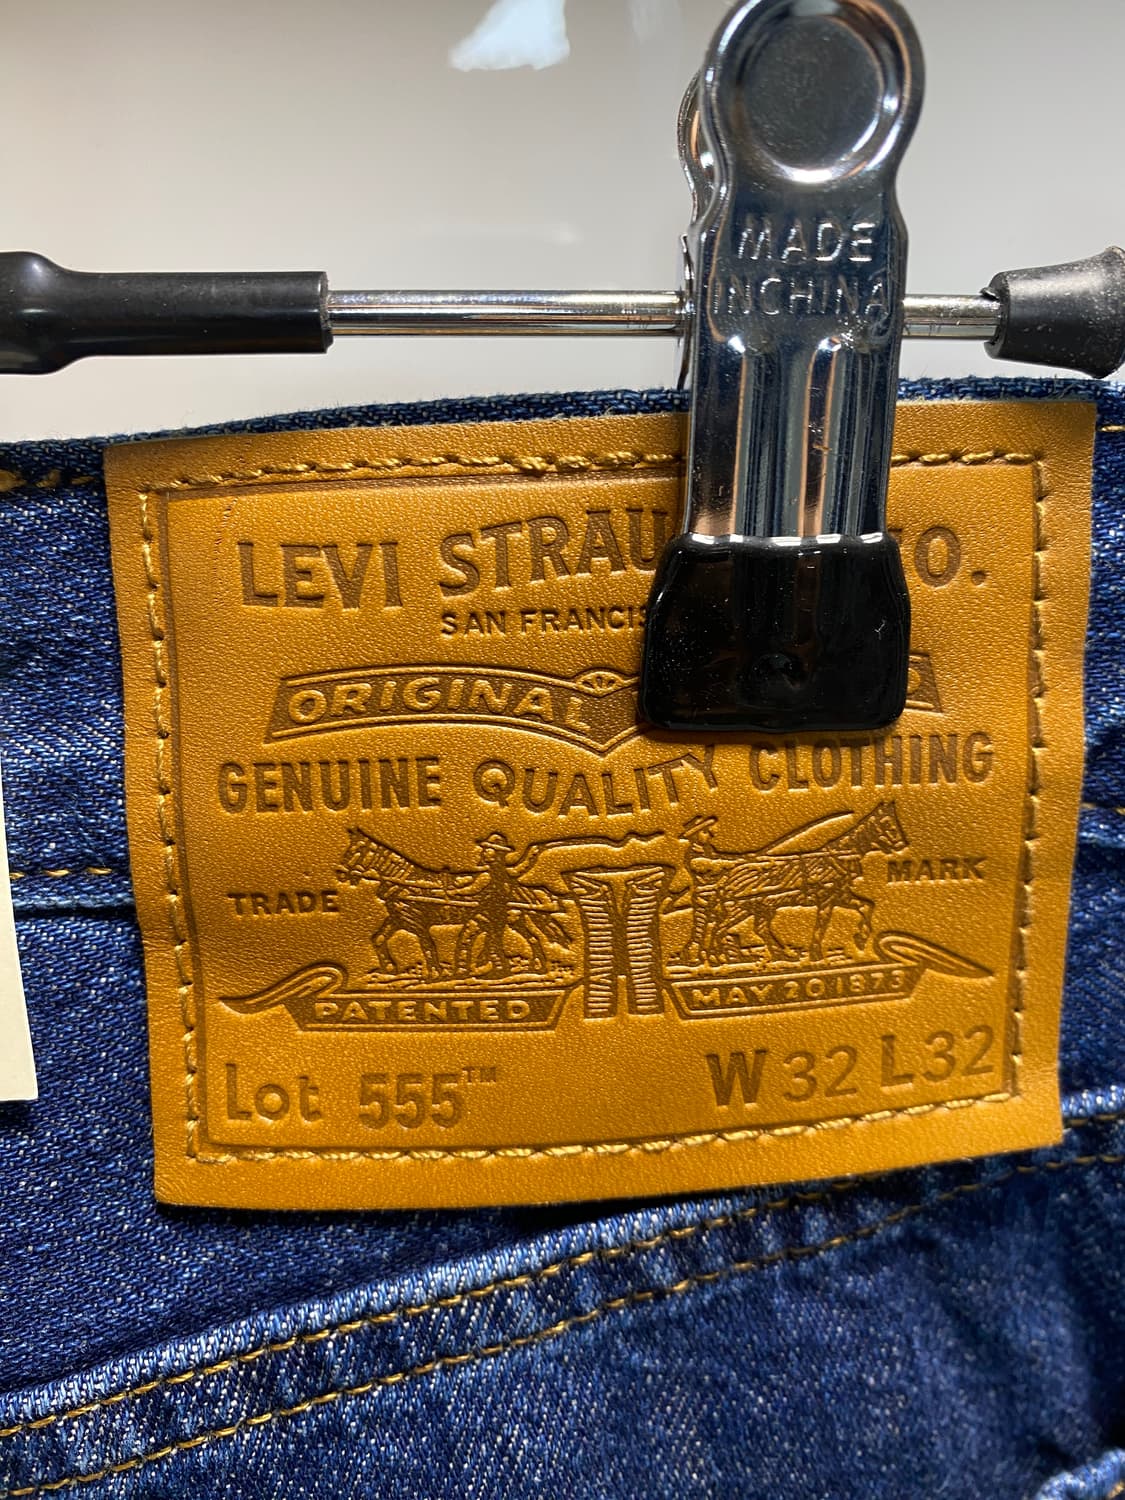 MADE
IN CHINA
LEVI STRAU O.
SAN FRANCIS
ORIGINAL
GENUINE QUALITY CLOTHING
TRADE MARK
PATENTED MAY 20 1873
Lot 555™ W 32 L 32